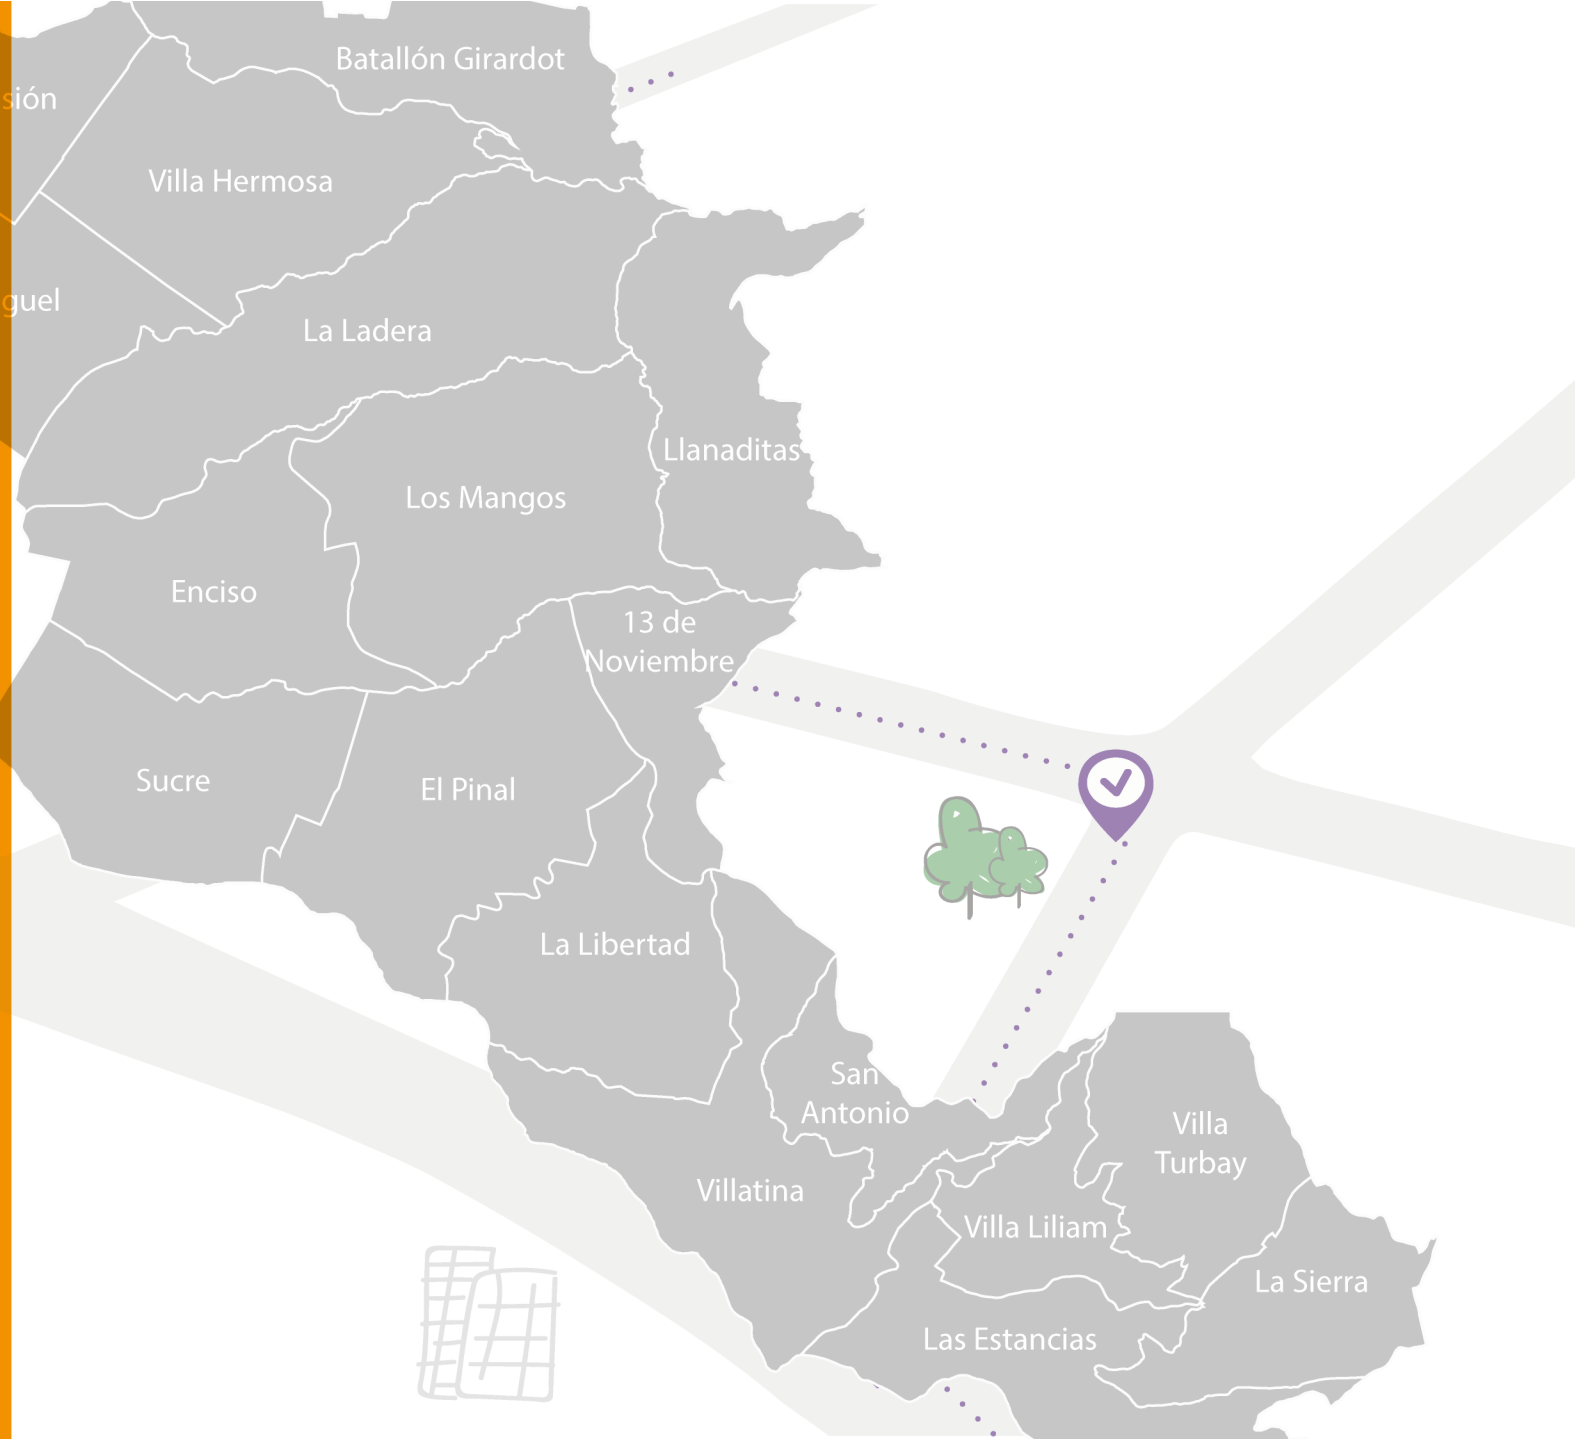 Batallón Girardot
sión
Villa Hermosa
guel
La Ladera
Llanaditas
Los Mangos
Enciso
13 de
Noviembre
Sucre
El Pinal
La Libertad
San
Antonio
Villa
Turbay
Villatina
Villa Liliam
La Sierra
Las Estancias